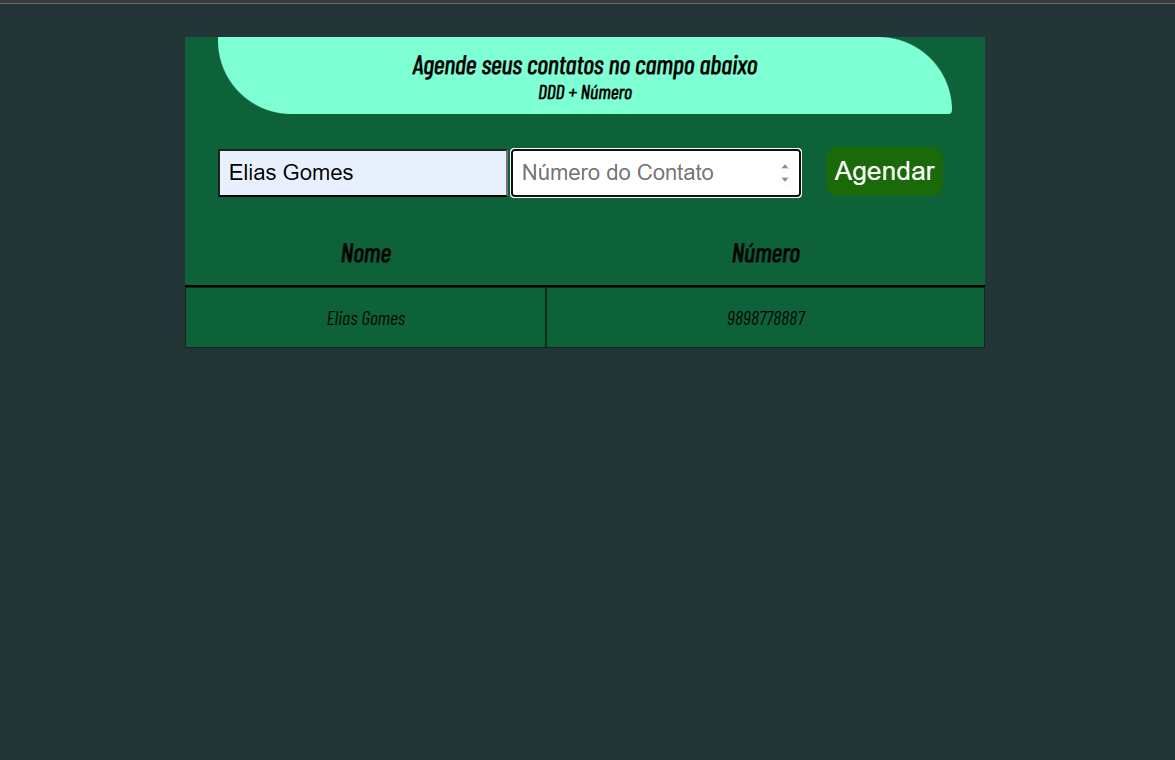 Agende seus contatos no campo abaixo
DDD + Número
Elias Gomes
Número do Contato
Agendar
Nome
Número
Elias Gomes
9898778887